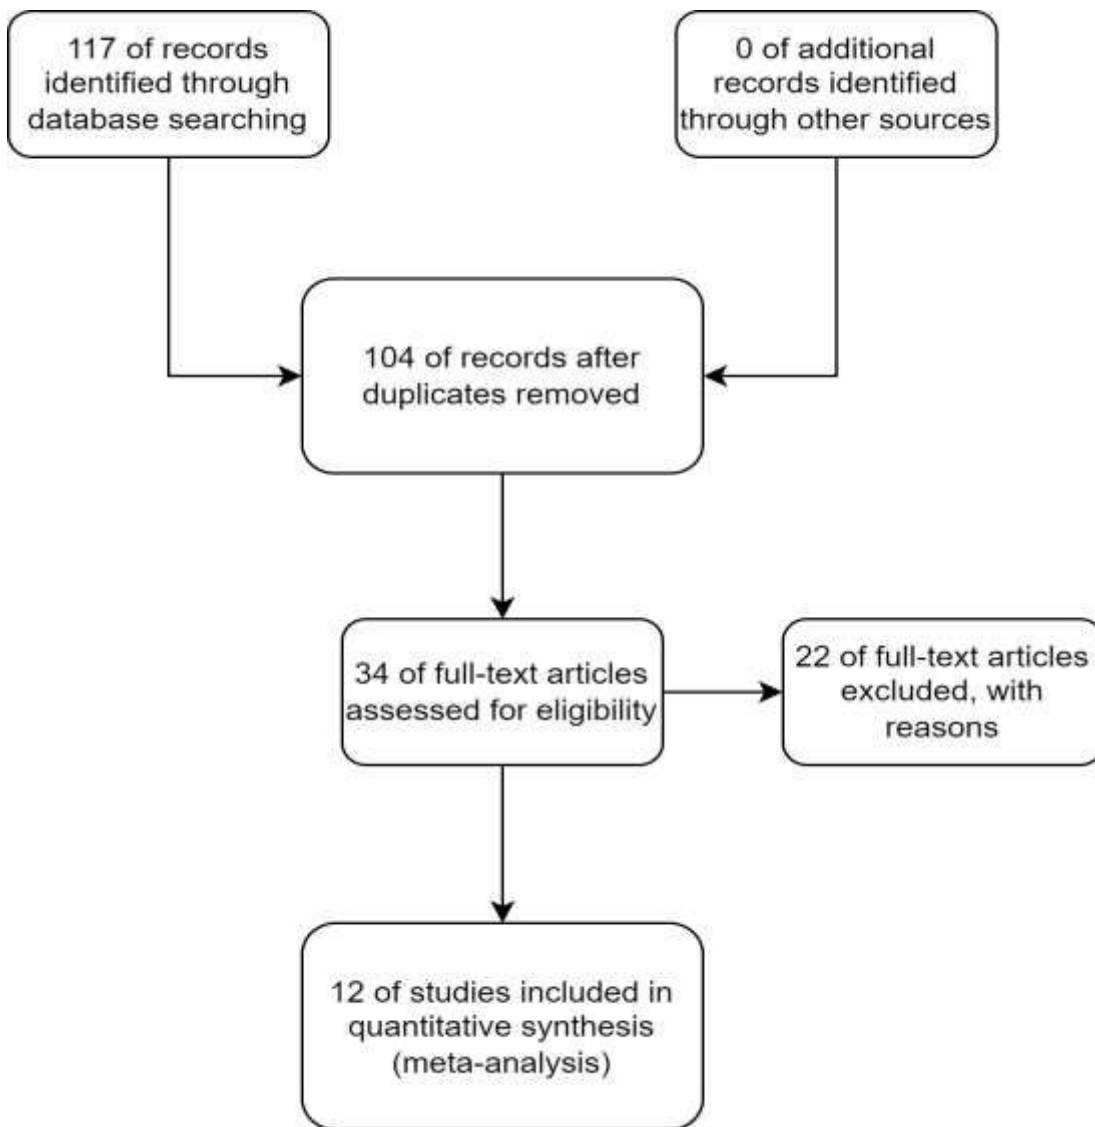 117 of records
identified through
database searching
0 of additional
records identified
through other sources
104 of records after
duplicates removed
34 of full-text articles
assessed for eligibility
22 of full-text articles
excluded, with
reasons
12 of studies included in
quantitative synthesis
(meta-analysis)